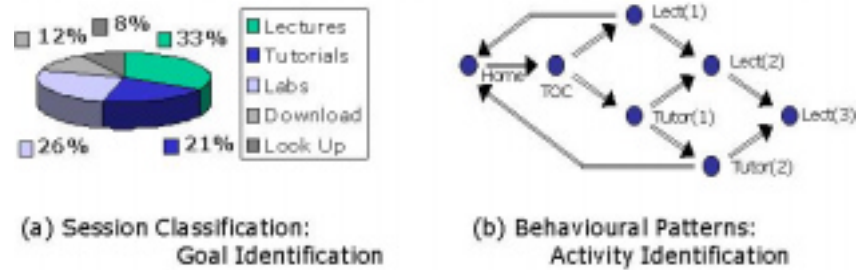 8%
12%
33%
26%
21%
Lectures
Tutorials
Labs
Download
Look Up
(a) Session Classification:
Goal Identification
Lect(1)
Home
TOC
Lect(2)
Tutor(1)
Lect(3)
Tutor(2)
(b) Behavioural Patterns:
Activity Identification